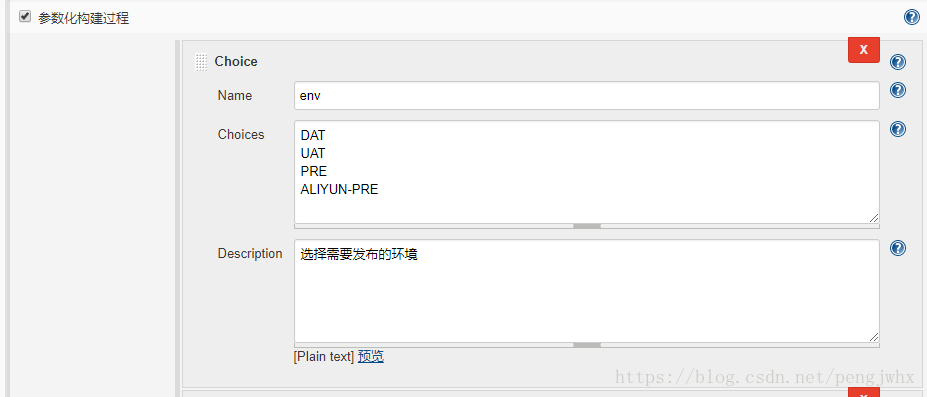 参数化构建过程
X
Choice
Name
env
Choices
DAT
UAT
PRE
ALIYUN-PRE
Description
选择需要发布的环境
[Plain text] 预览
https://blog.csdn.net/pengjwhx
X